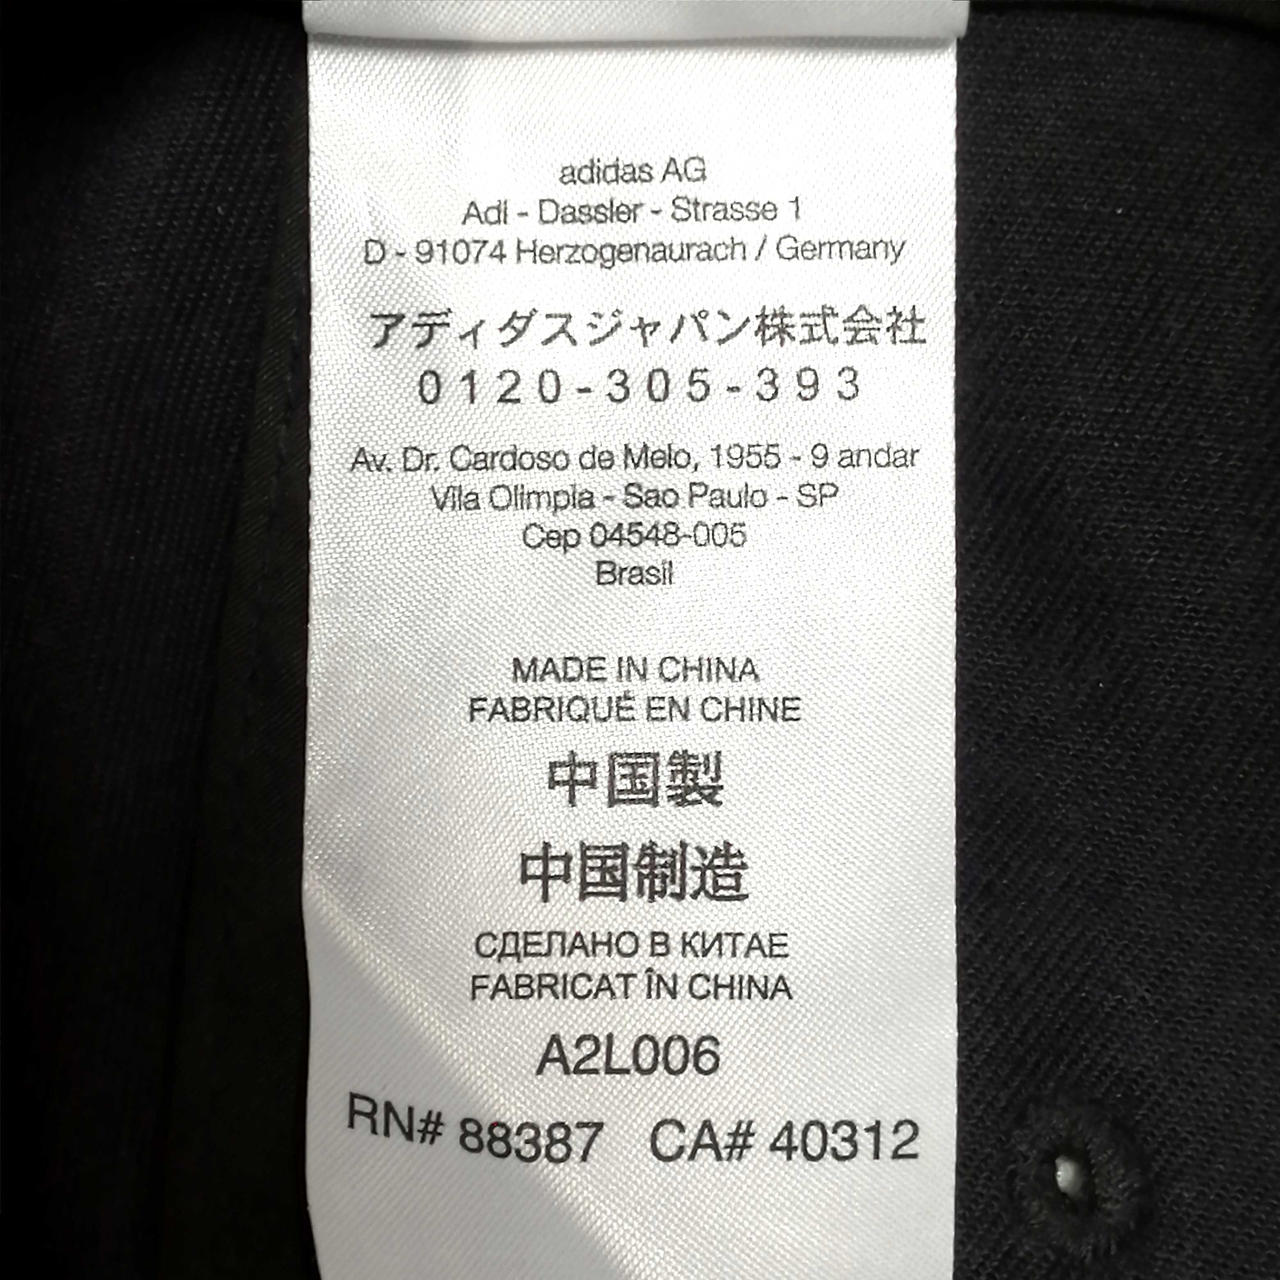 adidas AG
Adi - Dassler - Strasse 1
D - 91074 Herzogenaurach / Germany
アディダスジャパン株式会社
0120-305-393
Av. Dr. Cardoso de Melo, 1955 - 9 andar
Vila Olimpia - Sao Paulo - SP
Cep 04548-005
Brasil
MADE IN CHINA
FABRIQUÉ EN CHINE
中国製
中国制造
СДЕЛАНО В КИТАЕ
FABRICAT ÎN CHINA
A2L006
RN# 88387 CA# 40312